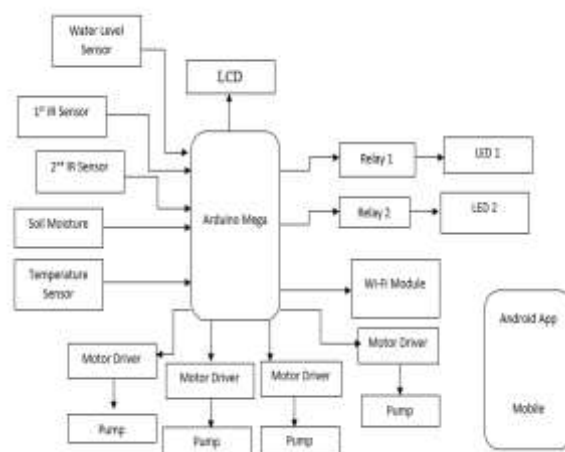 Water Level
Sensor
LCD
1st IR Sensor
2nd IR Sensor
Soil Moisture
Temperature
Sensor
Arduino Mega
Relay 1
LED 1
Relay 2
LED 2
Wi-Fi Module
Motor Driver
Motor Driver
Motor Driver
Motor Driver
Pump
Pump
Pump
Pump
Android App
Mobile